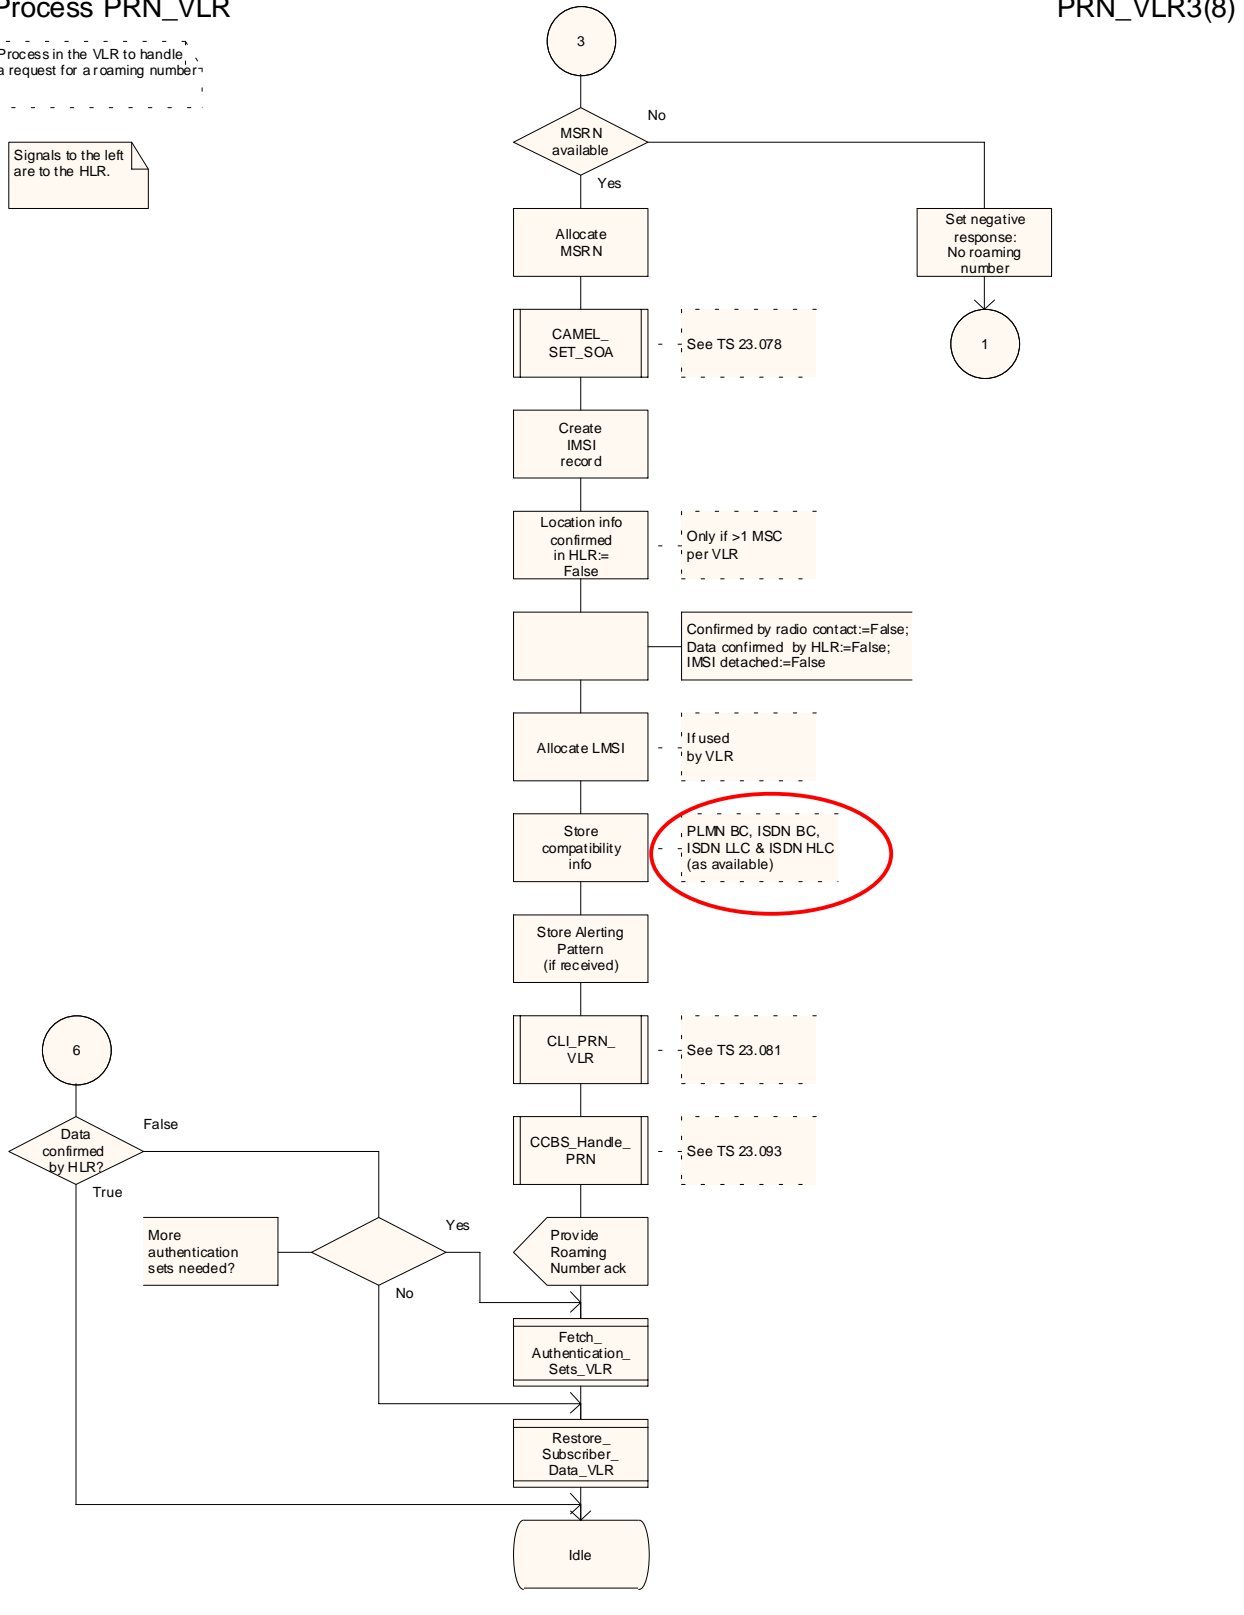 Process PRN_VLR
PRN_VLR3(8)
Process in the VLR to handle
a request for a roaming number
Signals to the left
are to the HLR.
3
MSRN
available
No
Yes
Allocate
MSRN
Set negative
response:
No roaming
number
CAMEL_
SET_SOA
See TS 23.078
1
Create
IMSI
record
Location info
confirmed
in HLR:=
False
Only if >1 MSC
per VLR
Confirmed by radio contact:=False;
Data confirmed by HLR:=False;
IMSI detached:=False
Allocate LMSI
If used
by VLR
Store
compatibility
info
PLMN BC, ISDN BC,
ISDN LLC & ISDN HLC
(as available)
Store Alerting
Pattern
(if received)
CLI_PRN_
VLR
See TS 23.081
6
Data
confirmed
by HLR?
False
True
CCBS_Handle_
PRN
See TS 23.093
More
authentication
sets needed?
Yes
No
Provide
Roaming
Number ack
Fetch_
Authentication_
Sets_VLR
Restore_
Subscriber_
Data_VLR
Idle